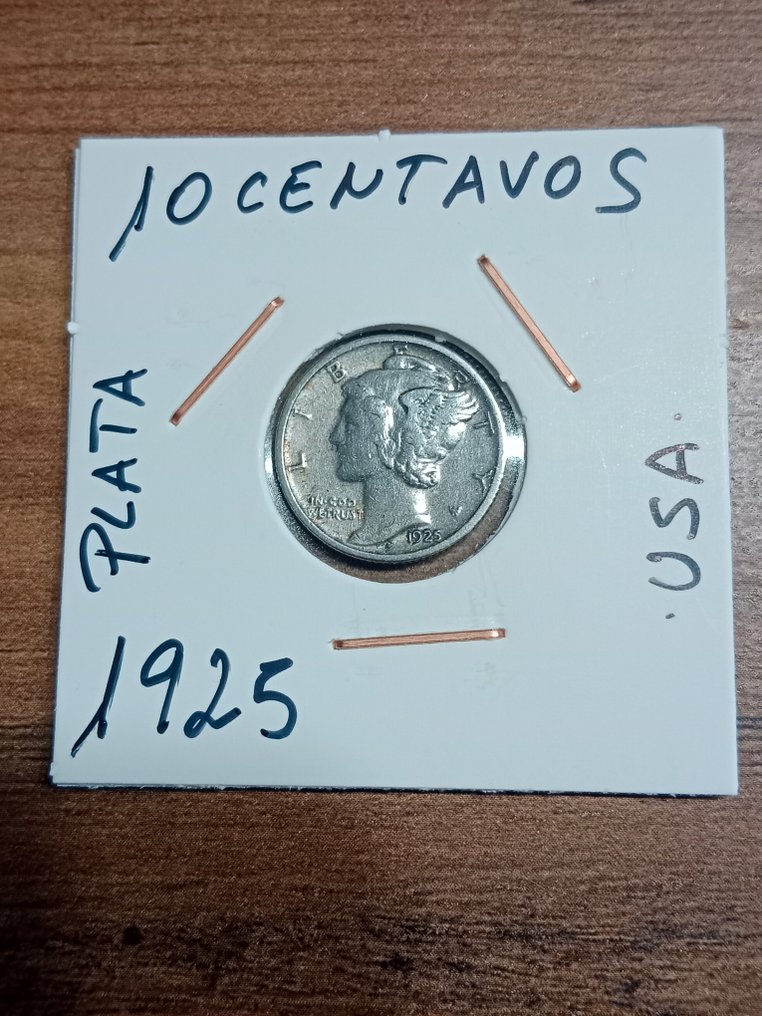 10 CENTAVOS
PLATA
LIBERTY
IN·GOD
WE TRUST
1925
.USA.
1925